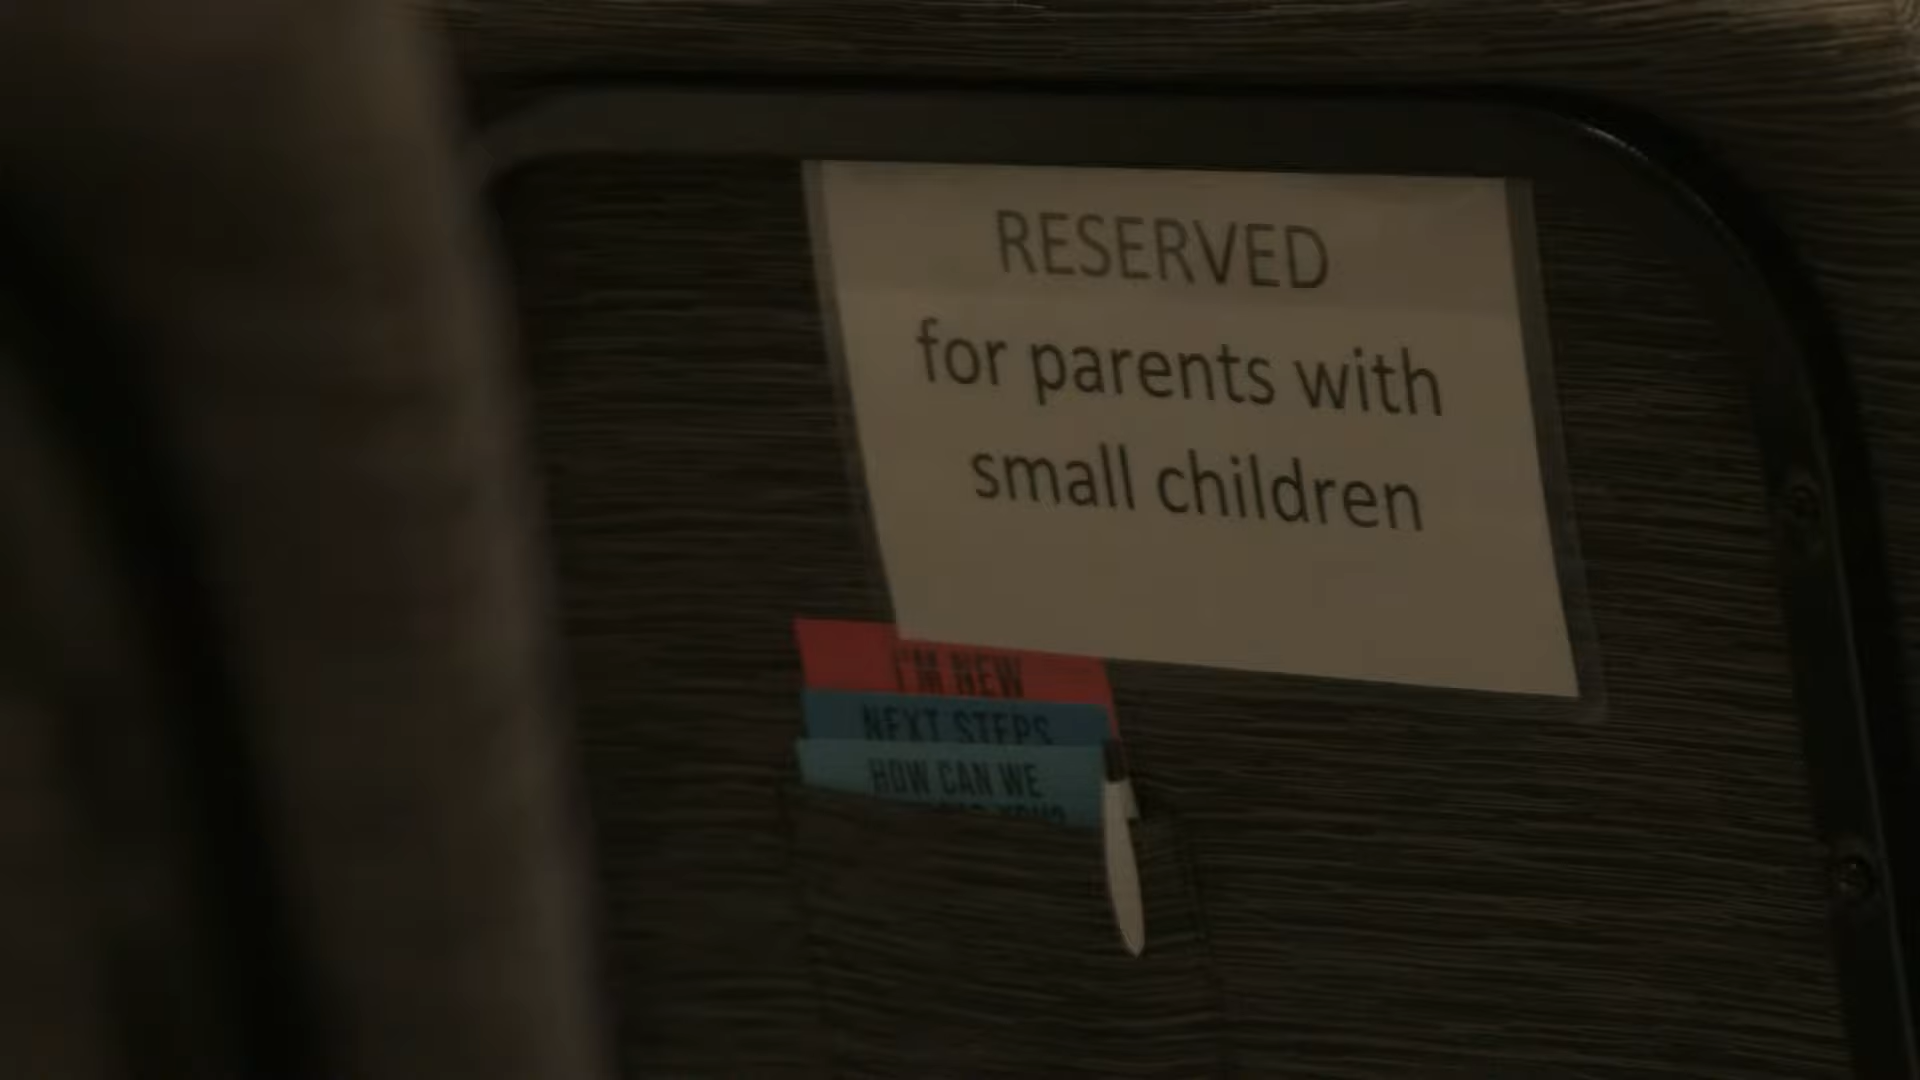 RESERVED
for parents with
small children
I'M NEW
NEXT STEPS
HOW CAN WE